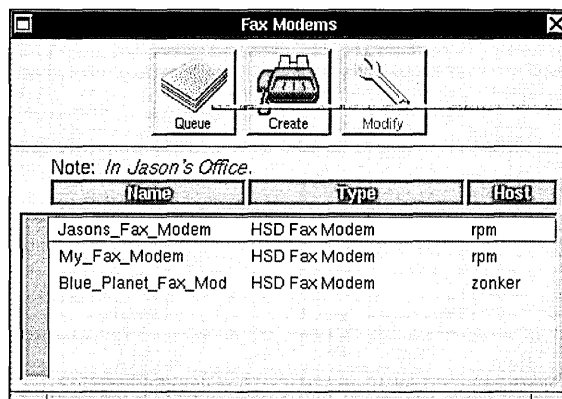 Fax Modems
Queue Create Modify
Note: In Jason's Office.
Name Type Host
Jasons_Fax_Modem HSD Fax Modem rpm
My_Fax_Modem HSD Fax Modem rpm
Blue_Planet_Fax_Mod HSD Fax Modem zonker